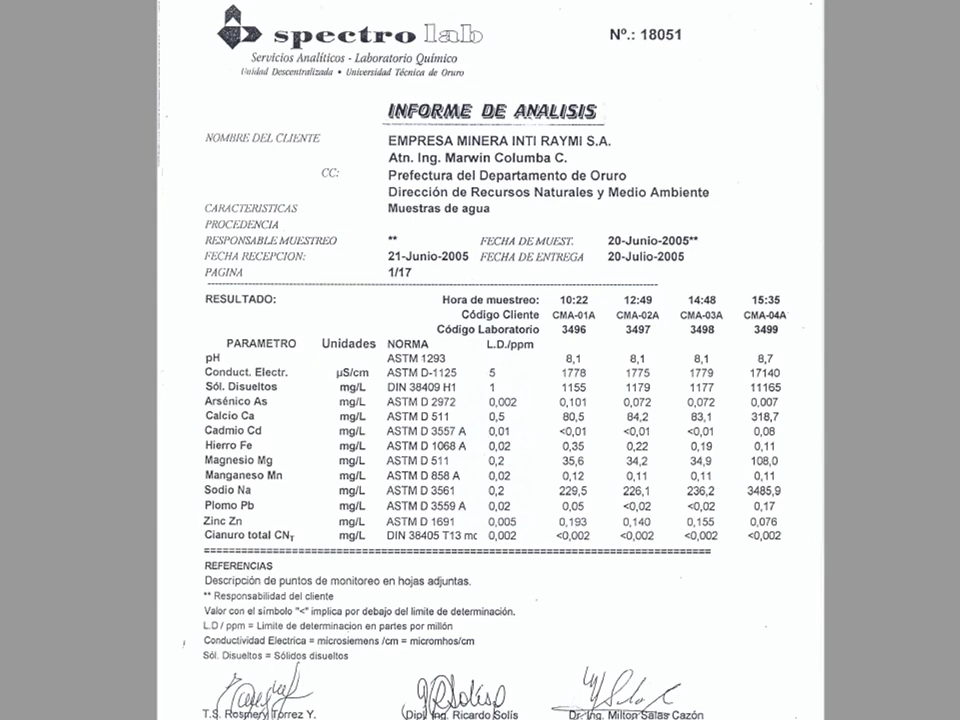 spectro lab
Nº.: 18051
Servicios Analíticos - Laboratorio Químico
Unidad Descentralizada • Universidad Técnica de Oruro
INFORME DE ANALISIS
NOMBRE DEL CLIENTE EMPRESA MINERA INTI RAYMI S.A.
Atn. Ing. Marwin Columba C.
CC: Prefectura del Departamento de Oruro
Dirección de Recursos Naturales y Medio Ambiente
CARACTERISTICAS Muestras de agua
PROCEDENCIA
RESPONSABLE MUESTREO ** FECHA DE MUEST. 20-Junio-2005**
FECHA RECEPCION: 21-Junio-2005 FECHA DE ENTREGA 20-Julio-2005
PAGINA 1/17
RESULTADO: Hora de muestreo: 10:22 12:49 14:48 15:35
Código Cliente CMA-01A CMA-02A CMA-03A CMA-04A
Código Laboratorio 3496 3497 3498 3499
PARAMETRO Unidades NORMA L.D./ppm
pH ASTM 1293 8,1 8,1 8,1 8,7
Conduct. Electr. µS/cm ASTM D-1125 5 1778 1775 1779 17140
Sól. Disueltos mg/L DIN 38409 H1 1 1155 1179 1177 11165
Arsénico As mg/L ASTM D 2972 0,002 0,101 0,072 0,072 0,007
Calcio Ca mg/L ASTM D 511 0,5 80,5 84,2 83,1 318,7
Cadmio Cd mg/L ASTM D 3557 A 0,01 <0,01 <0,01 <0,01 0,08
Hierro Fe mg/L ASTM D 1068 A 0,02 0,35 0,22 0,19 0,11
Magnesio Mg mg/L ASTM D 511 0,2 35,6 34,2 34,9 108,0
Manganeso Mn mg/L ASTM D 858 A 0,02 0,12 0,11 0,11 0,11
Sodio Na mg/L ASTM D 3561 0,2 229,5 226,1 236,2 3485,9
Plomo Pb mg/L ASTM D 3559 A 0,02 0,05 <0,02 <0,02 0,17
Zinc Zn mg/L ASTM D 1691 0,005 0,193 0,140 0,155 0,076
Cianuro total CN_T mg/L DIN 38405 T13 mc 0,002 <0,002 <0,002 <0,002 <0,002
REFERENCIAS
Descripción de puntos de monitoreo en hojas adjuntas.
** Responsabilidad del cliente
Valor con el símbolo "<" implica por debajo del limite de determinación.
L.D / ppm = Limite de determinacion en partes por millón
Conductividad Electrica = microsiemens /cm = micromhos/cm
Sól. Disueltos = Sólidos disueltos
T.S. Rosmery Torrez Y. Dipl. Ing. Ricardo Solís Dr. Ing. Milton Salas Cazón